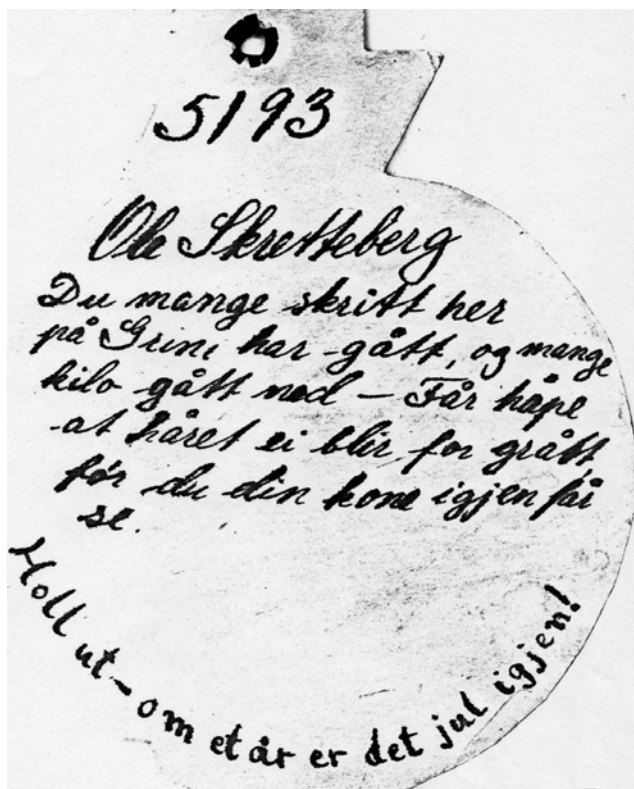 5193
Ole Skretteberg
Du mange skritt her
på Grini har gått, og mange
kilo gått ned – Får håpe
at håret ei blir for grått,
før du din kone igjen får
se.
Holl ut – om et år er det jul igjen!